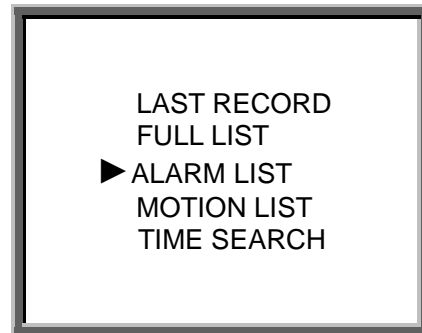 LAST RECORD
FULL LIST
▶ ALARM LIST
MOTION LIST
TIME SEARCH